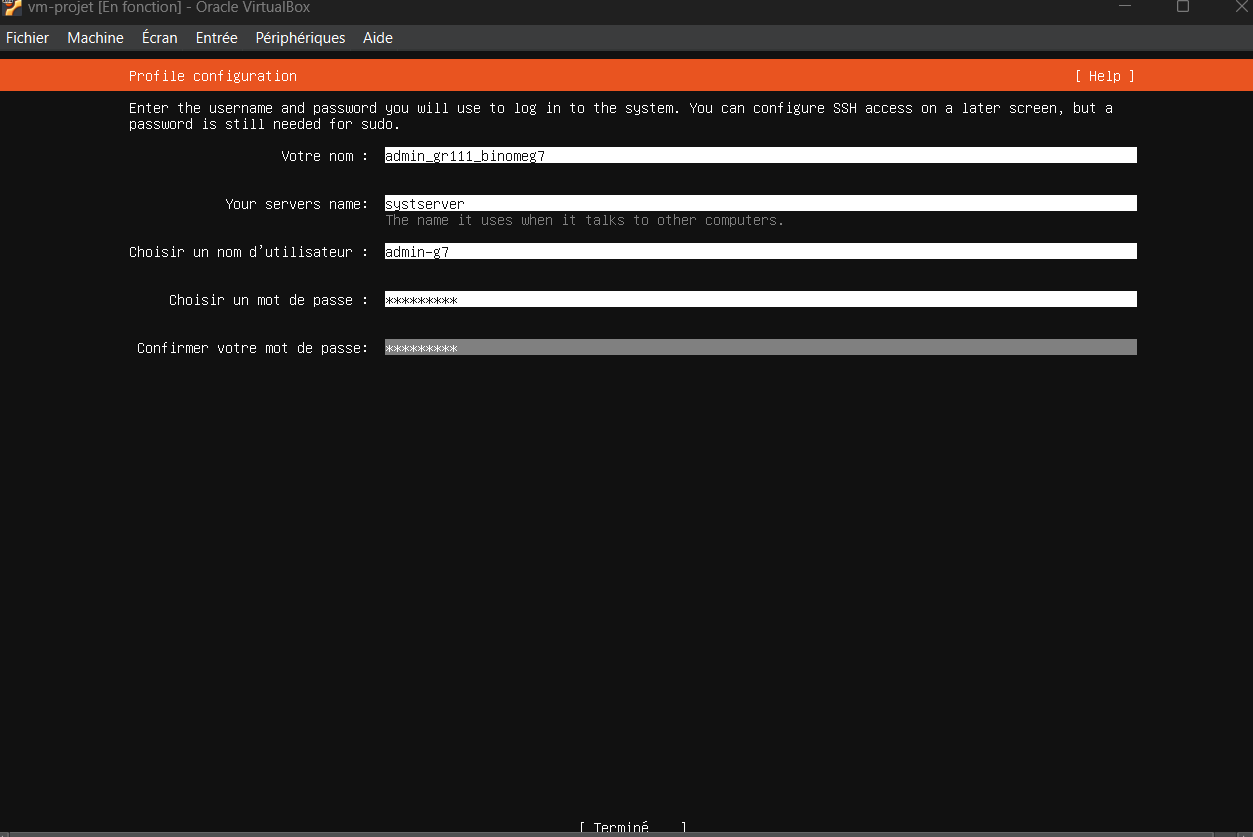 vm-projet [En fonction] - Oracle VirtualBox
Fichier Machine Écran Entrée Périphériques Aide
Profile configuration [ Help ]
Enter the username and password you will use to log in to the system. You can configure SSH access on a later screen, but a
password is still needed for sudo.
Votre nom : admin_gr111_binomeg7
Your servers name: systserver
The name it uses when it talks to other computers.
Choisir un nom d'utilisateur : admin-g7
Choisir un mot de passe : *********
Confirmer votre mot de passe: *********
[ Terminé ]